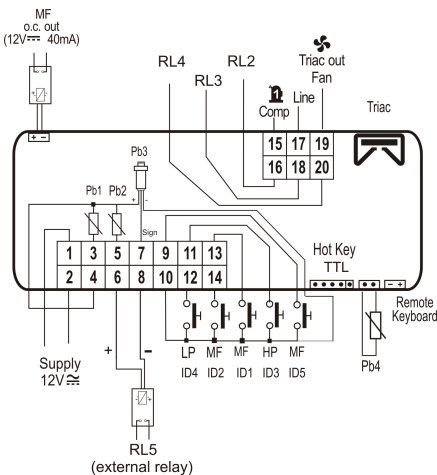 MF
o.c. out
(12V⎓ 40mA)
RL4
RL3
RL2
1
Comp
Line
Triac out
Fan
Triac
+ -
Pb3
15 17 19
16 18 20
Pb1 Pb2
+ -
Sign
1 3 5 7 9 11 13
2 4 6 8 10 12 14
Hot Key
TTL
- +
Remote
Keyboard
Supply
12V≂
+ -
LP MF MF HP MF
ID4 ID2 ID1 ID3 ID5
Pb4
RL5
(external relay)